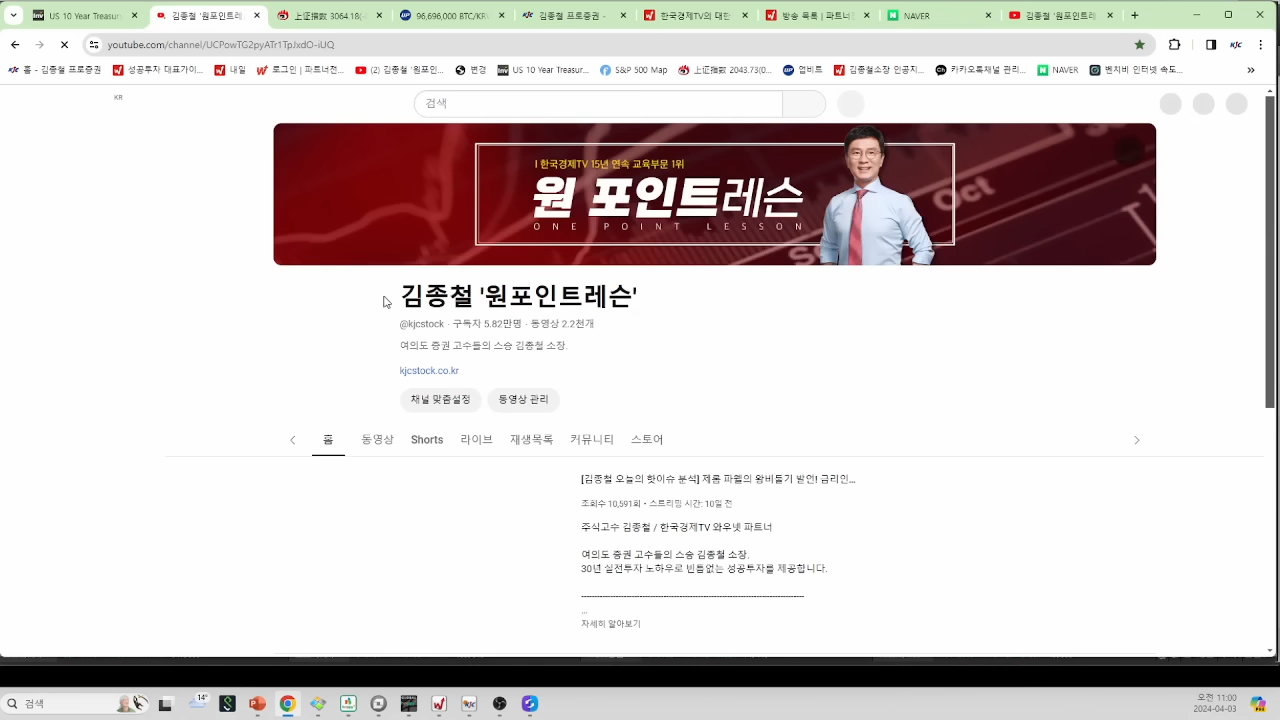 US 10 Year Treasur
김종철 '원포인트레
上证指数 3064.18(-
96,696,000 BTC/KR
김종철 프로증권 -
한국경제TV의 대한
방송 목록 | 파트너
NAVER
김종철 '원포인트레
youtube.com/channel/UCPowTG2pyATr1TpJxdO-iUQ
KJC
홈 - 김종철 프로증권
성공투자 대표가이...
내일
로그인 | 파트너전...
(2) 김종철 '원포인...
변경
US 10 Year Treasur...
S&P 500 Map
上证指数 2043.73(0...
업비트
김종철소장 인공지...
카카오톡채널 관리...
NAVER
벤치비 인터넷 속도...
KR
검색
I 한국경제TV 15년 연속 교육부문 1위
원 포인트레슨
ONE POINT LESSON
김종철 '원포인트레슨'
@kjcstock · 구독자 5.82만명 · 동영상 2.2천개
여의도 증권 고수들의 스승 김종철 소장.
kjcstock.co.kr
채널 맞춤설정
동영상 관리
홈
동영상
Shorts
라이브
재생목록
커뮤니티
스토어
[김종철 오늘의 핫이슈 분석] 제롬 파월의 왕비둘기 발언! 금리인...
조회수 10,591회 • 스트리밍 시간: 10일 전
주식고수 김종철 / 한국경제TV 와우넷 파트너
여의도 증권 고수들의 스승 김종철 소장.
30년 실전투자 노하우로 빈틈없는 성공투자를 제공합니다.
...
자세히 알아보기
검색
14°
오전 11:00
2024-04-03